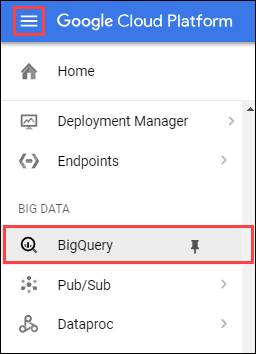 Google Cloud Platform
Home
Deployment Manager
Endpoints
BIG DATA
BigQuery
Pub/Sub
Dataproc